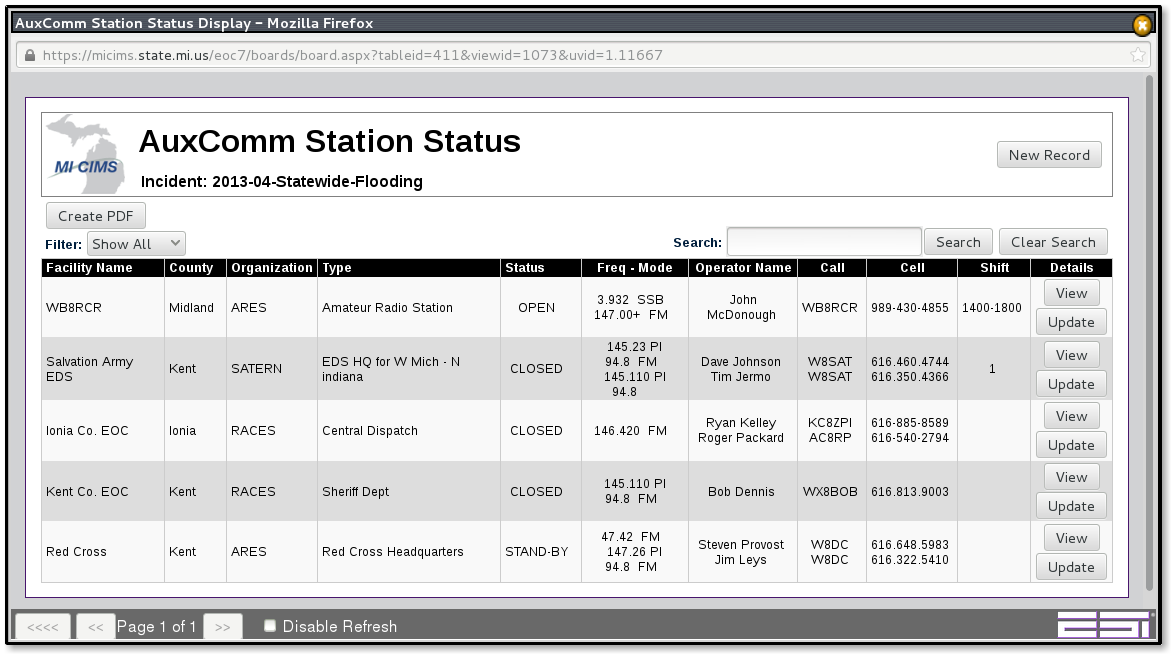 AuxComm Station Status Display – Mozilla Firefox
https://micims.state.mi.us/eoc7/boards/board.aspx?tableid=411&viewid=1073&uvid=1.11667
MI CIMS
AuxComm Station Status
Incident: 2013-04-Statewide-Flooding
New Record
Create PDF
Filter: Show All Search: Search Clear Search
Facility Name County Organization Type Status Freq - Mode Operator Name Call Cell Shift Details
WB8RCR Midland ARES Amateur Radio Station OPEN 3.932 SSB John WB8RCR 989-430-4855 1400-1800 View
147.00+ FM McDonough Update
Salvation Army SATERN EDS HQ for W Mich - N 145.23 PI Dave Johnson W8SAT 616.460.4744 View
EDS Kent indiana CLOSED 94.8 FM Tim Jermo W8SAT 616.350.4366 1 Update
145.110 PI
94.8
Ionia Co. EOC Ionia RACES Central Dispatch CLOSED 146.420 FM Ryan Kelley KC8ZPI 616-885-8589 View
Roger Packard AC8RP 616-540-2794 Update
Kent Co. EOC Kent RACES Sheriff Dept CLOSED 145.110 PI Bob Dennis WX8BOB 616.813.9003 View
94.8 FM Update
Red Cross Kent ARES Red Cross Headquarters STAND-BY 47.42 FM Steven Provost W8DC 616.648.5983 View
147.26 PI Jim Leys W8DC 616.322.5410 Update
94.8 FM
<<<< << Page 1 of 1 >> Disable Refresh